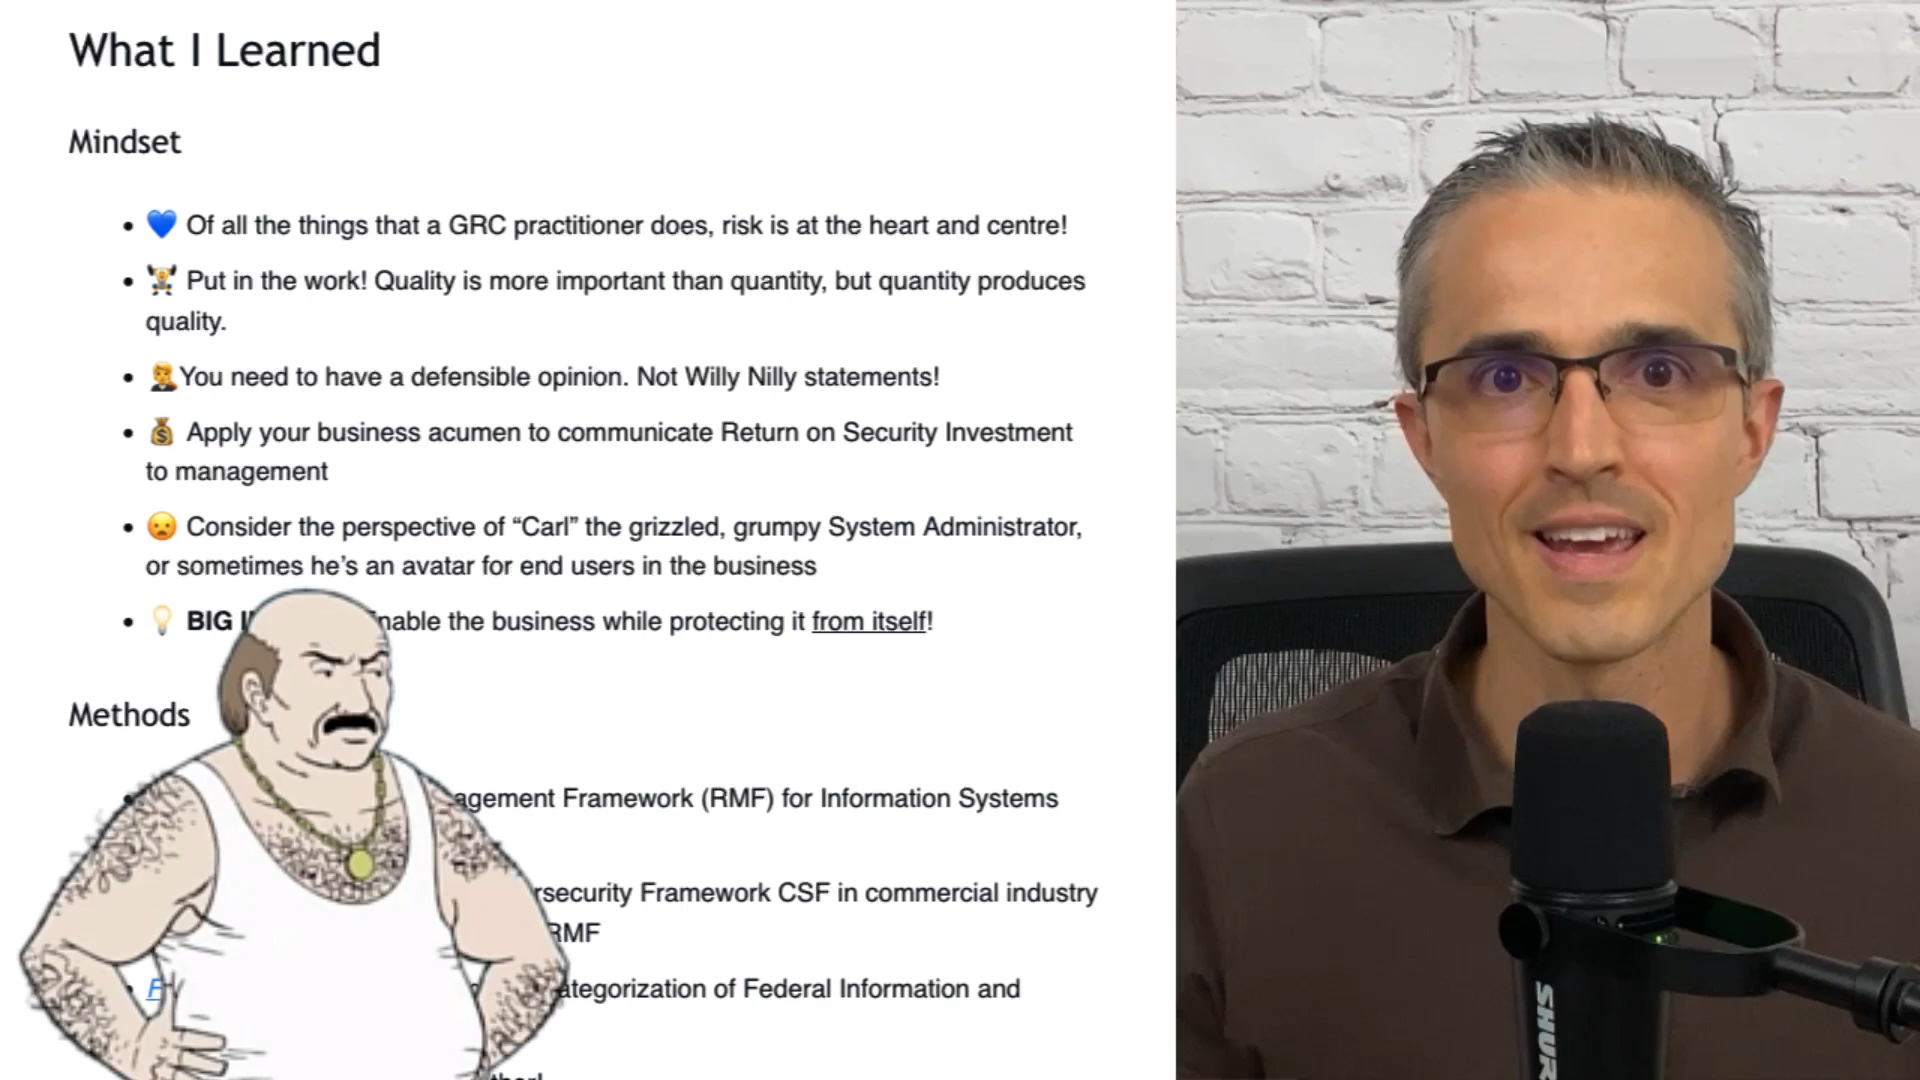 What I Learned
Mindset
• 💙 Of all the things that a GRC practitioner does, risk is at the heart and centre!
• 🏋️ Put in the work! Quality is more important than quantity, but quantity produces
quality.
• You need to have a defensible opinion. Not Willy Nilly statements!
• 💰 Apply your business acumen to communicate Return on Security Investment
to management
• 😦 Consider the perspective of “Carl” the grizzled, grumpy System Administrator,
or sometimes he’s an avatar for end users in the business
• 💡 BIG nable the business while protecting it from itself!
Methods
agement Framework (RMF) for Information Systems
rsecurity Framework CSF in commercial industry
RMF
F
ategorization of Federal Information and
SHUR